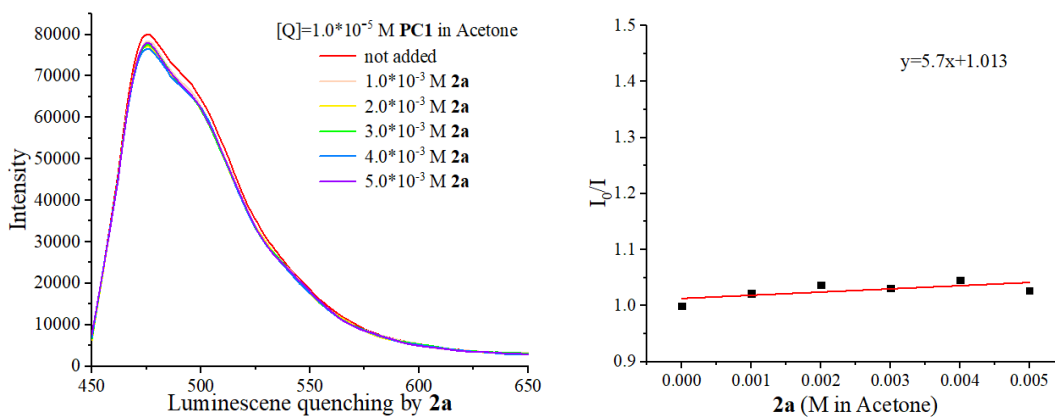 [Q]=1.0*10⁻⁵ M PC1 in Acetone
not added
1.0*10⁻³ M 2a
2.0*10⁻³ M 2a
3.0*10⁻³ M 2a
4.0*10⁻³ M 2a
5.0*10⁻³ M 2a
Intensity
80000
70000
60000
50000
40000
30000
20000
10000
0
450
500
550
600
650
Luminescene quenching by 2a
y=5.7x+1.013
I₀/I
1.5
1.4
1.3
1.2
1.1
1.0
0.9
0.000
0.001
0.002
0.003
0.004
0.005
2a (M in Acetone)